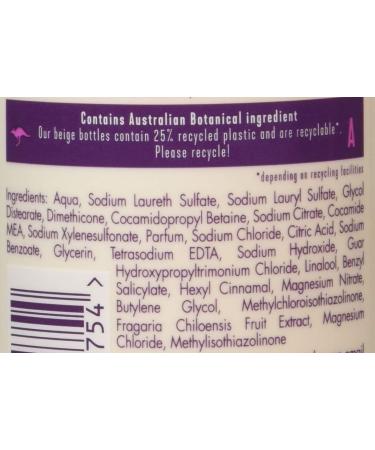 Contains Australian Botanical ingredient
Our beige bottles contain 25% recycled plastic and are recyclable*.
Please recycle!
A
*depending on recycling facilities
Ingredients: Aqua, Sodium Laureth Sulfate, Sodium Lauryl Sulfate, Glycol
Distearate, Dimethicone, Cocamidopropyl Betaine, Sodium Citrate, Cocamide
MEA, Sodium Xylenesulfonate, Parfum, Sodium Chloride, Citric Acid, Sodium
Benzoate, Glycerin, Tetrasodium EDTA, Sodium Hydroxide, Guar
Hydroxypropyltrimonium Chloride, Linalool, Benzyl
Salicylate, Hexyl Cinnamal, Magnesium Nitrate,
Butylene Glycol, Methylchloroisothiazolinone,
Fragaria Chiloensis Fruit Extract, Magnesium
Chloride, Methylisothiazolinone
754 >